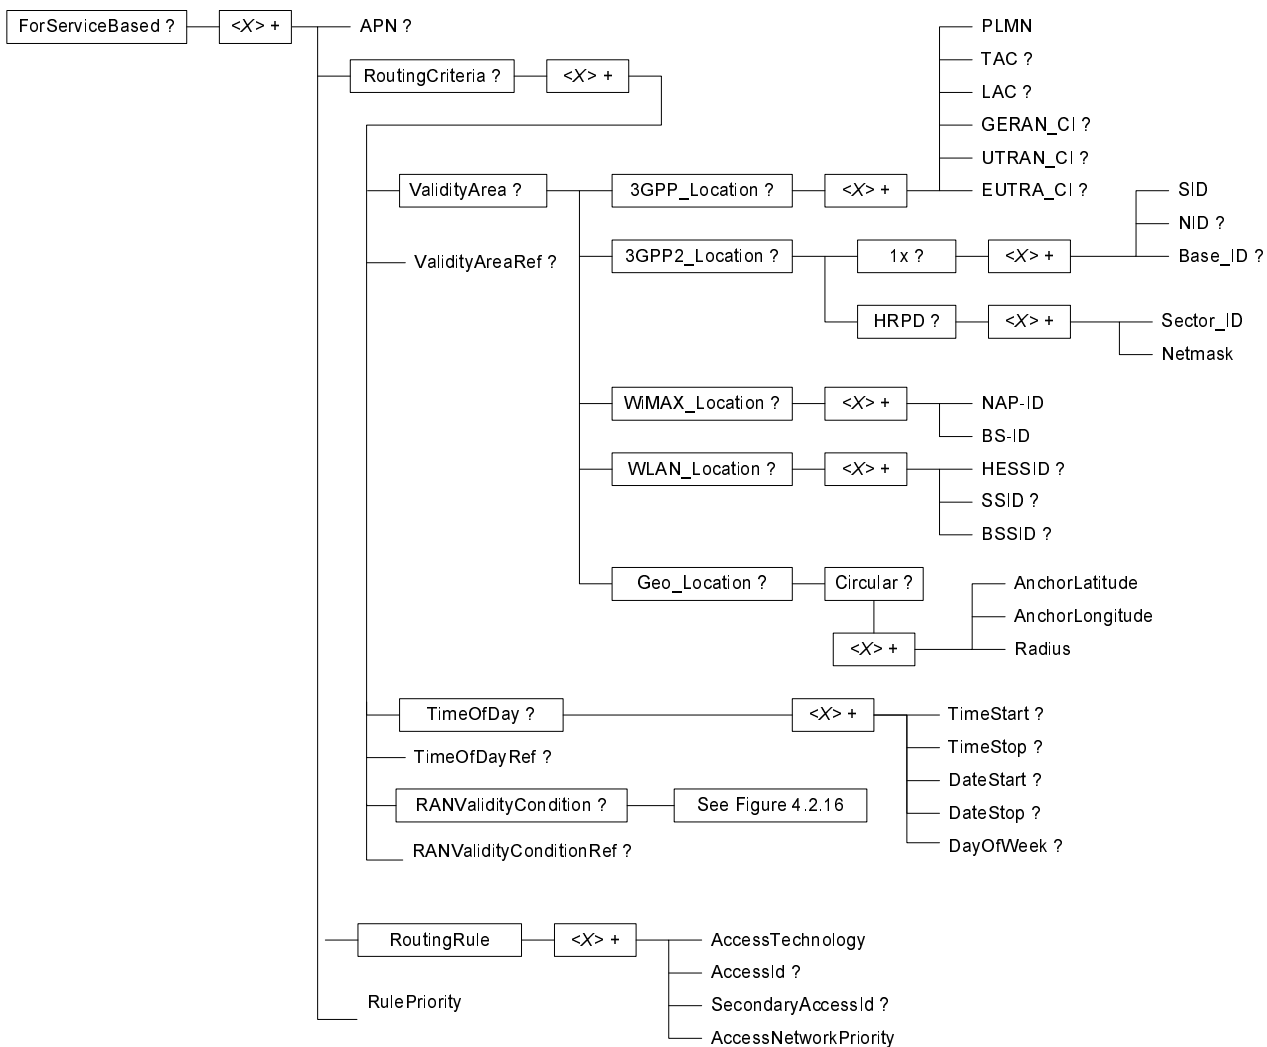 ForServiceBased ?
<X> +
APN ?
RoutingCriteria ?
<X> +
PLMN
TAC ?
LAC ?
GERAN_CI ?
UTRAN_CI ?
EUTRA_CI ?
ValidityArea ?
3GPP_Location ?
<X> +
ValidityAreaRef ?
3GPP2_Location ?
1x ?
<X> +
SID
NID ?
Base_ID ?
HRPD ?
<X> +
Sector_ID
Netmask
WiMAX_Location ?
<X> +
NAP-ID
BS-ID
WLAN_Location ?
<X> +
HESSID ?
SSID ?
BSSID ?
Geo_Location ?
Circular ?
<X> +
AnchorLatitude
AnchorLongitude
Radius
TimeOfDay ?
<X> +
TimeStart ?
TimeStop ?
DateStart ?
DateStop ?
DayOfWeek ?
TimeOfDayRef ?
RANValidityCondition ?
See Figure 4.2.16
RANValidityConditionRef ?
RoutingRule
<X> +
AccessTechnology
AccessId ?
SecondaryAccessId ?
AccessNetworkPriority
RulePriority